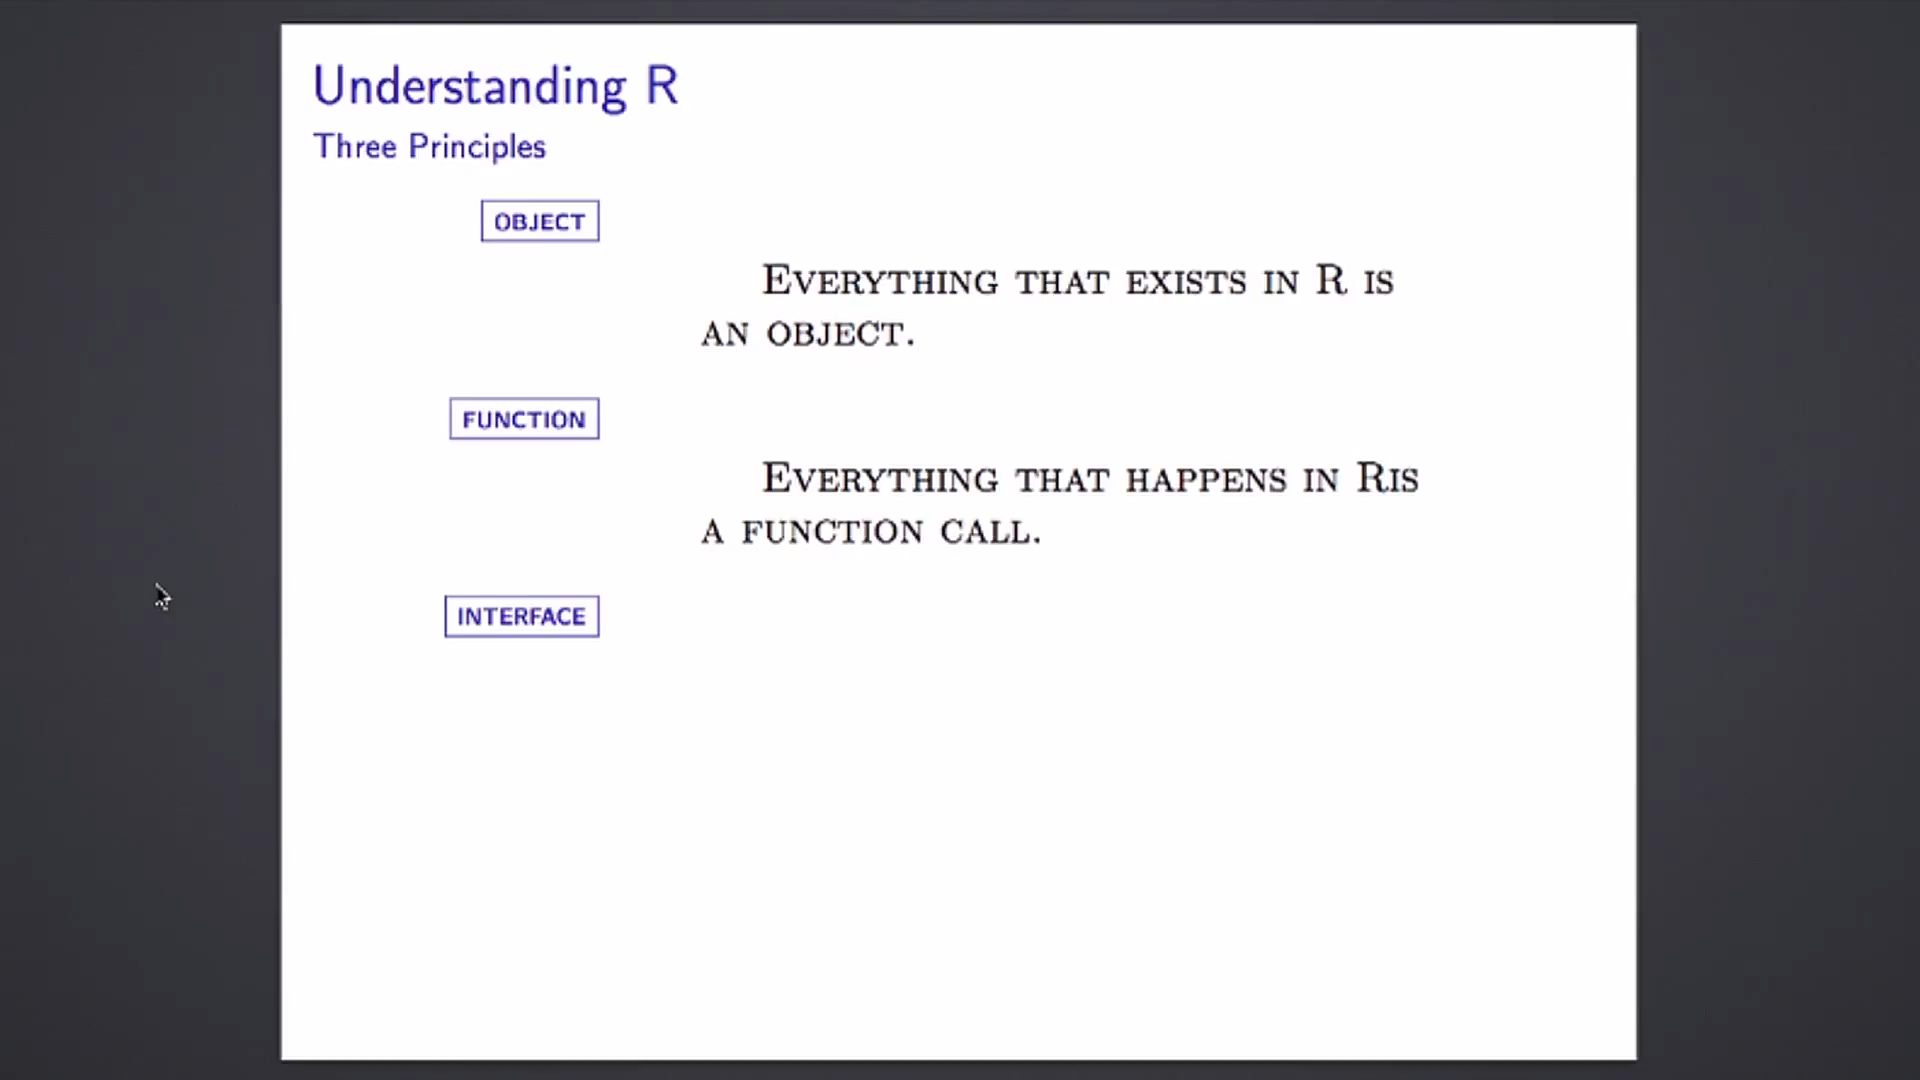 Understanding R
Three Principles
OBJECT
EVERYTHING THAT EXISTS IN R IS
AN OBJECT.
FUNCTION
EVERYTHING THAT HAPPENS IN RIS
A FUNCTION CALL.
INTERFACE